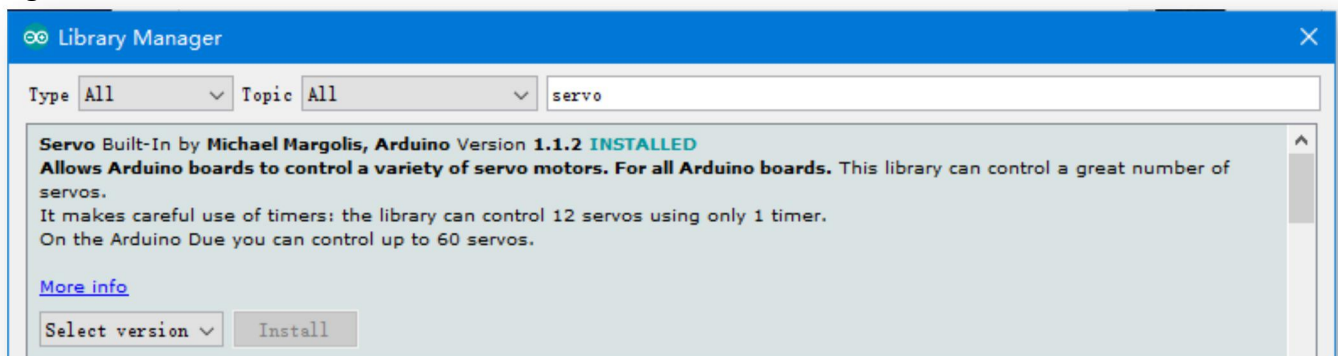 Library Manager
Type All Topic All servo
Servo Built-In by Michael Margolis, Arduino Version 1.1.2 INSTALLED
Allows Arduino boards to control a variety of servo motors. For all Arduino boards. This library can control a great number of
servos.
It makes careful use of timers: the library can control 12 servos using only 1 timer.
On the Arduino Due you can control up to 60 servos.
More info
Select version Install